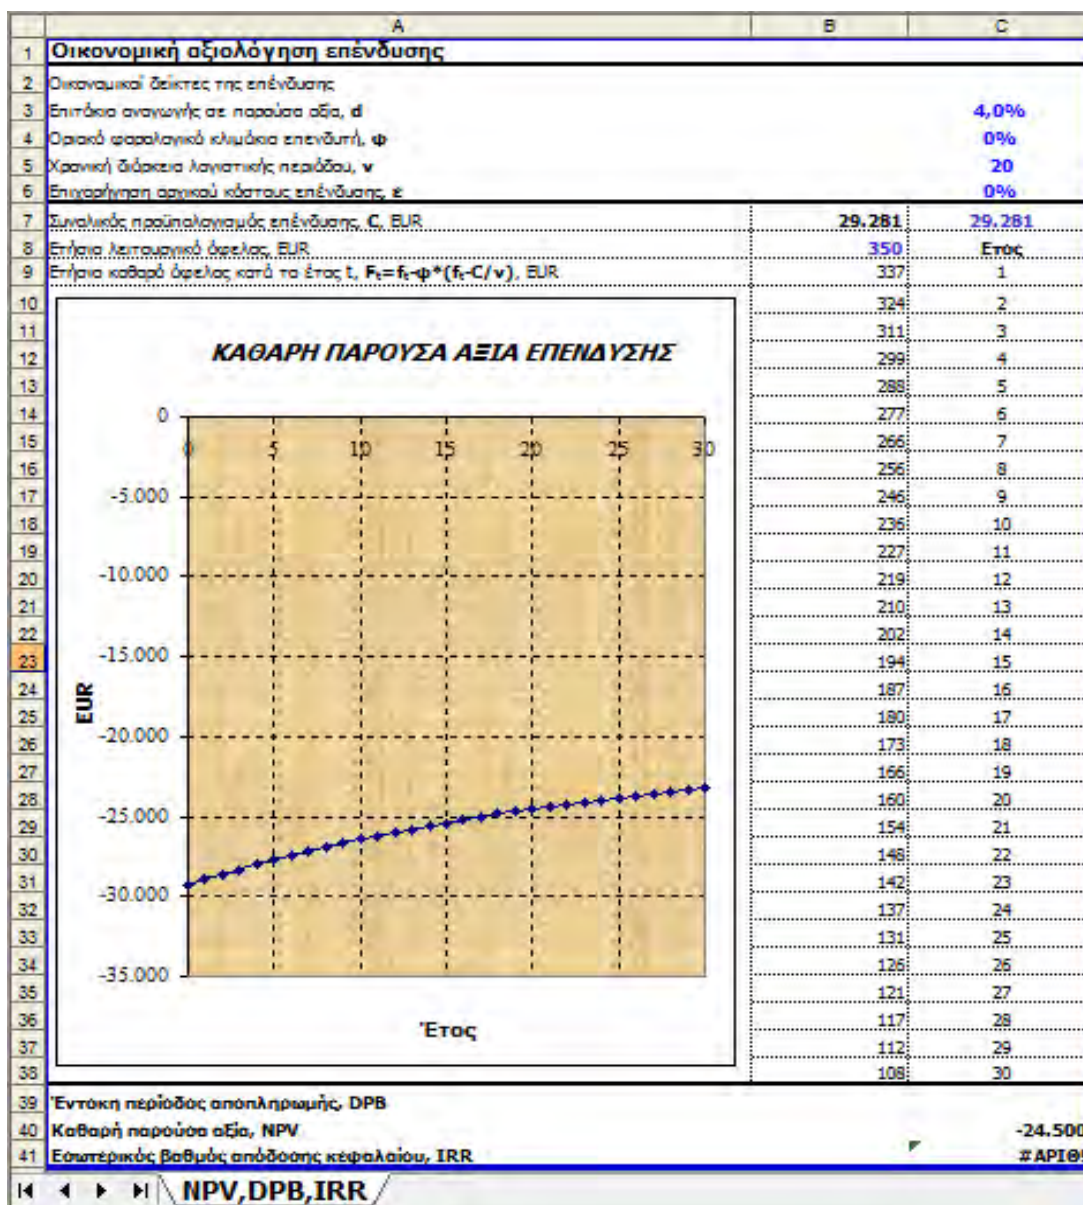 A B C
1 Οικονομική αξιολόγηση επένδυσης
2 Οικονομικοί δείκτες της επένδυσης
3 Επιτόκιο αναγωγής σε παρούσα αξία, d 4,0%
4 Οριακό φορολογικό κλιμάκιο επενδυτή, φ 0%
5 Χρονική διάρκεια λογιστικής περιόδου, ν 20
6 Επιχορήγηση αρχικού κόστους επένδυσης, ε 0%
7 Συνολικός προϋπολογισμός επένδυσης, C, EUR 29.281 29.281
8 Ετήσιο λειτουργικό όφελος, EUR 350 Ετος
9 Ετήσιο καθαρό όφελος κατά το έτος t, Ft=ft-φ*(ft-C/ν), EUR 337 1
10 324 2
11 311 3
12 299 4
13 288 5
14 277 6
15 266 7
16 256 8
17 246 9
18 236 10
19 227 11
20 219 12
21 210 13
22 202 14
23 194 15
24 187 16
25 180 17
26 173 18
27 166 19
28 160 20
29 154 21
30 148 22
31 142 23
32 137 24
33 131 25
34 126 26
35 121 27
36 117 28
37 112 29
38 108 30
ΚΑΘΑΡΗ ΠΑΡΟΥΣΑ ΑΞΙΑ ΕΠΕΝΔΥΣΗΣ
0
0 5 10 15 20 25 30
-5.000
-10.000
-15.000
-20.000
-25.000
-30.000
-35.000
EUR
Έτος
39 Έντοκη περίοδος αποπληρωμής, DPB
40 Καθαρή παρούσα αξία, NPV -24.500
41 Εσωτερικός βαθμός απόδοσης κεφαλαίου, IRR #ΑΡΙΘ
NPV,DPB,IRR